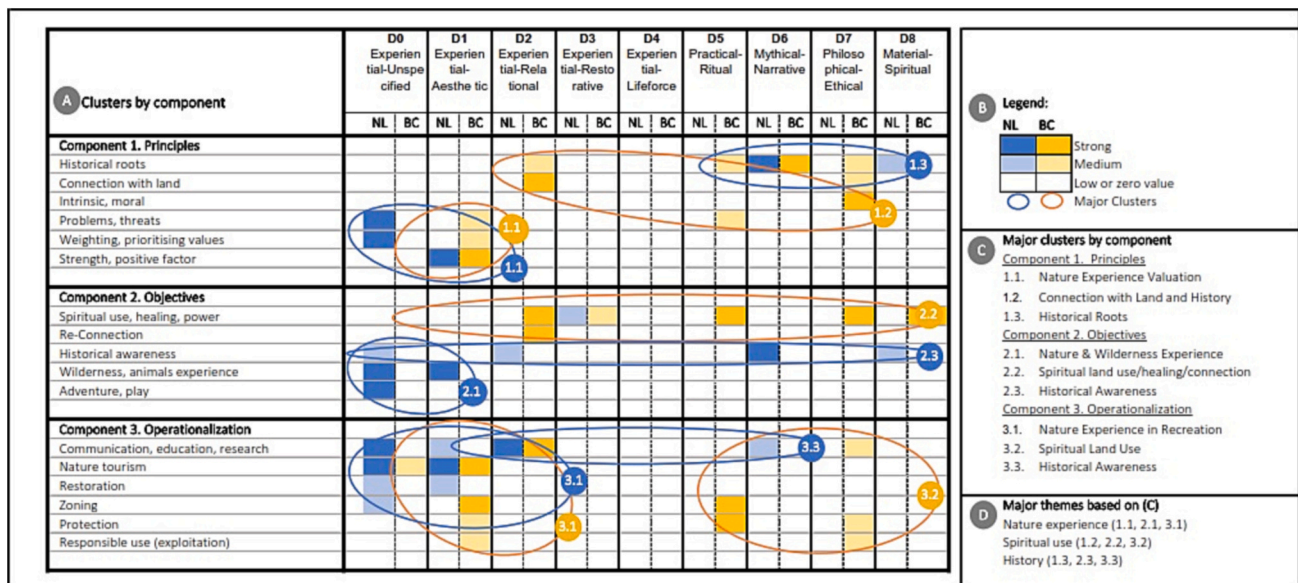 D0 D1 D2 D3 D4 D5 D6 D7 D8
Experien Experien Experien Experien Experien Practical- Mythical- Philoso Material-
tial-Unspe tial- tial-Rela tial-Resto tial- Ritual Narrative phical- Spiritual
cified Aesthe tic tional rative Lifeforce Ethical
A Clusters by component
NL BC NL BC NL BC NL BC NL BC NL BC NL BC NL BC NL BC
Component 1. Principles
Historical roots 1.3
Connection with land
Intrinsic, moral 1.2
Problems, threats 1.1
Weighting, prioritising values
Strength, positive factor 1.1
Component 2. Objectives
Spiritual use, healing, power 2.2
Re-Connection
Historical awareness 2.3
Wilderness, animals experience
Adventure, play 2.1
Component 3. Operationalization
Communication, education, research 3.3
Nature tourism 3.1
Restoration 3.2
Zoning
Protection 3.1
Responsible use (exploitation)
B Legend:
NL BC
Strong
Medium
Low or zero value
Major Clusters
C Major clusters by component
Component 1. Principles
1.1. Nature Experience Valuation
1.2. Connection with Land and History
1.3. Historical Roots
Component 2. Objectives
2.1. Nature & Wilderness Experience
2.2. Spiritual land use/healing/connection
2.3. Historical Awareness
Component 3. Operationalization
3.1. Nature Experience in Recreation
3.2. Spiritual Land Use
3.3. Historical Awareness
D Major themes based on (C)
Nature experience (1.1, 2.1, 3.1)
Spiritual use (1.2, 2.2, 3.2)
History (1.3, 2.3, 3.3)